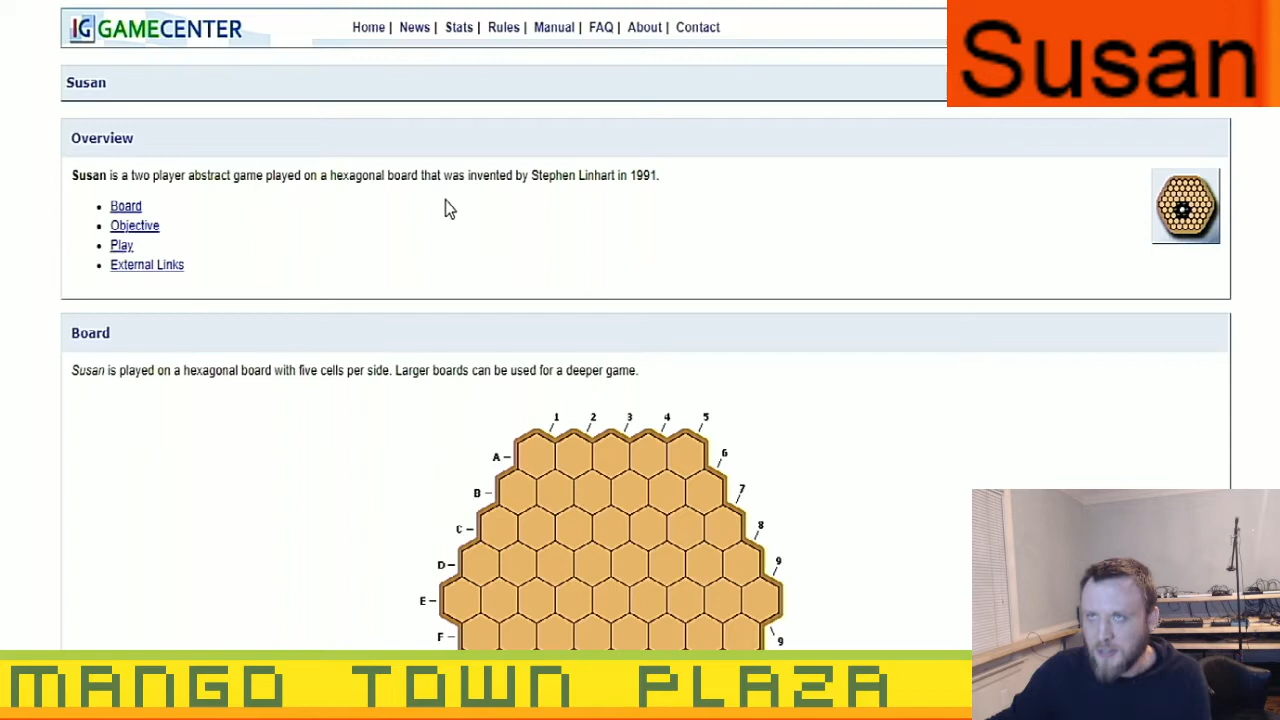 IG GAMECENTER
Home | News | Stats | Rules | Manual | FAQ | About | Contact
Susan
Susan
Overview
Susan is a two player abstract game played on a hexagonal board that was invented by Stephen Linhart in 1991.
• Board
• Objective
• Play
• External Links
Board
Susan is played on a hexagonal board with five cells per side. Larger boards can be used for a deeper game.
1 2 3 4 5
A
6
B
7
C
8
D
9
E
F
9
MANGO TOWN PLAZA